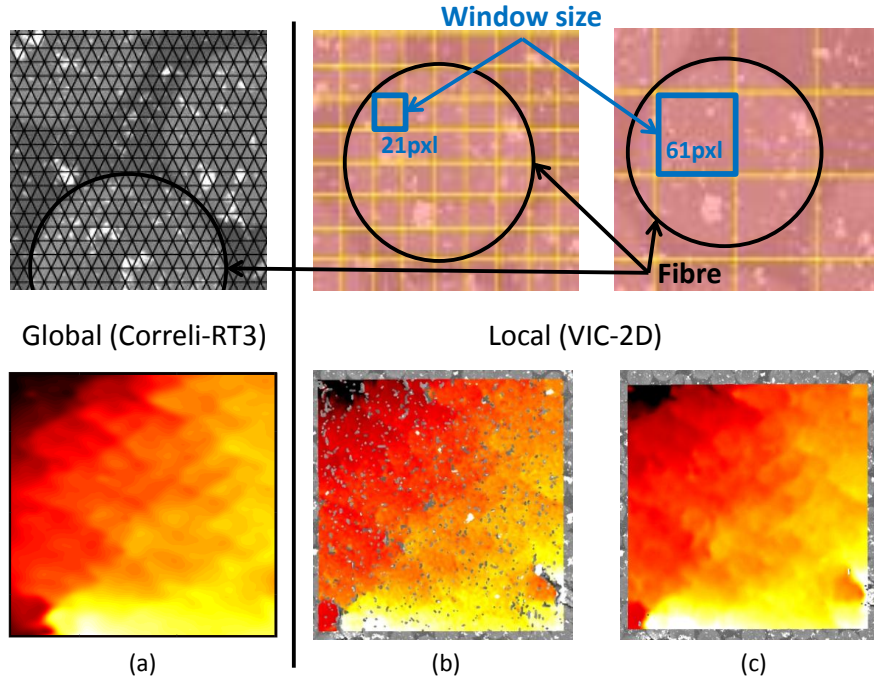 Window size
21pxl
61pxl
Fibre
Global (Correli-RT3)
Local (VIC-2D)
(a)
(b)
(c)